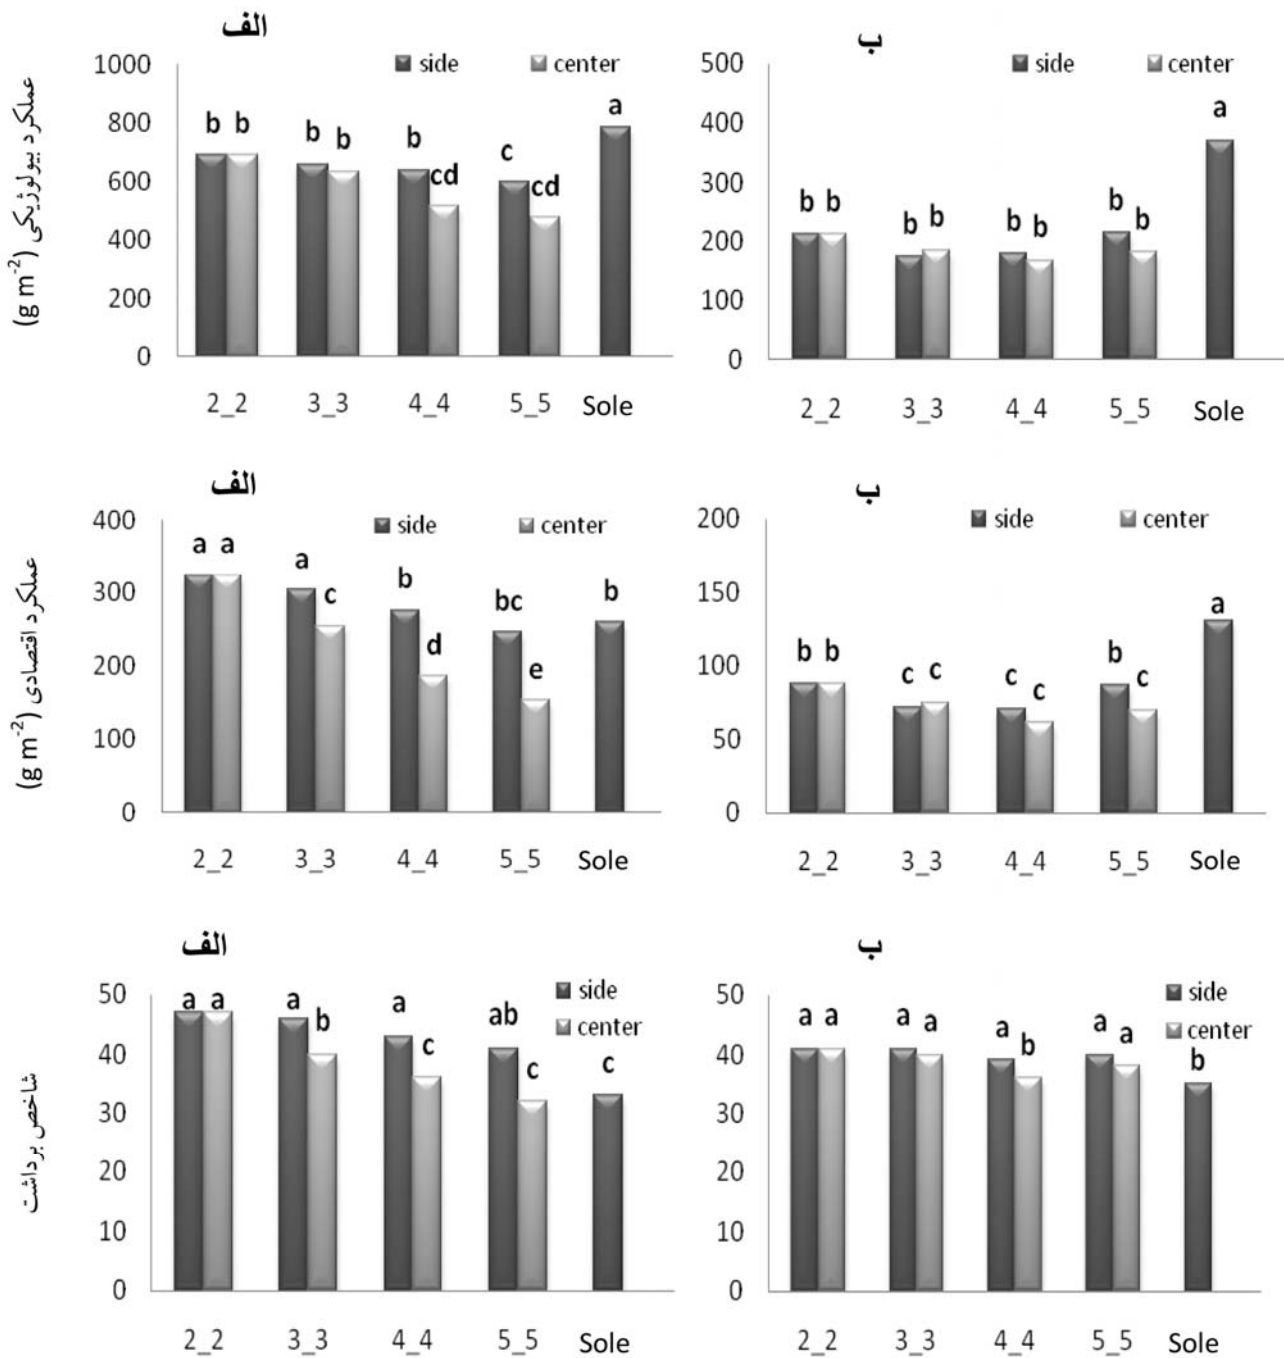 الف
عملکرد بیولوژیکی (g m⁻²)
side center
1000
800
600
400
200
0
b b b b b cd c cd a
2_2 3_3 4_4 5_5 Sole
ب
side center
500
400
300
200
100
0
b b b b b b b b a
2_2 3_3 4_4 5_5 Sole
الف
عملکرد اقتصادی (g m⁻²)
side center
400
300
200
100
0
a a a c b d bc e b
2_2 3_3 4_4 5_5 Sole
ب
side center
200
150
100
50
0
b b c c c c b c a
2_2 3_3 4_4 5_5 Sole
الف
شاخص برداشت
side
center
50
40
30
20
10
0
a a a b a c ab c c
2_2 3_3 4_4 5_5 Sole
ب
side
center
50
40
30
20
10
0
a a a a a b a a b
2_2 3_3 4_4 5_5 Sole